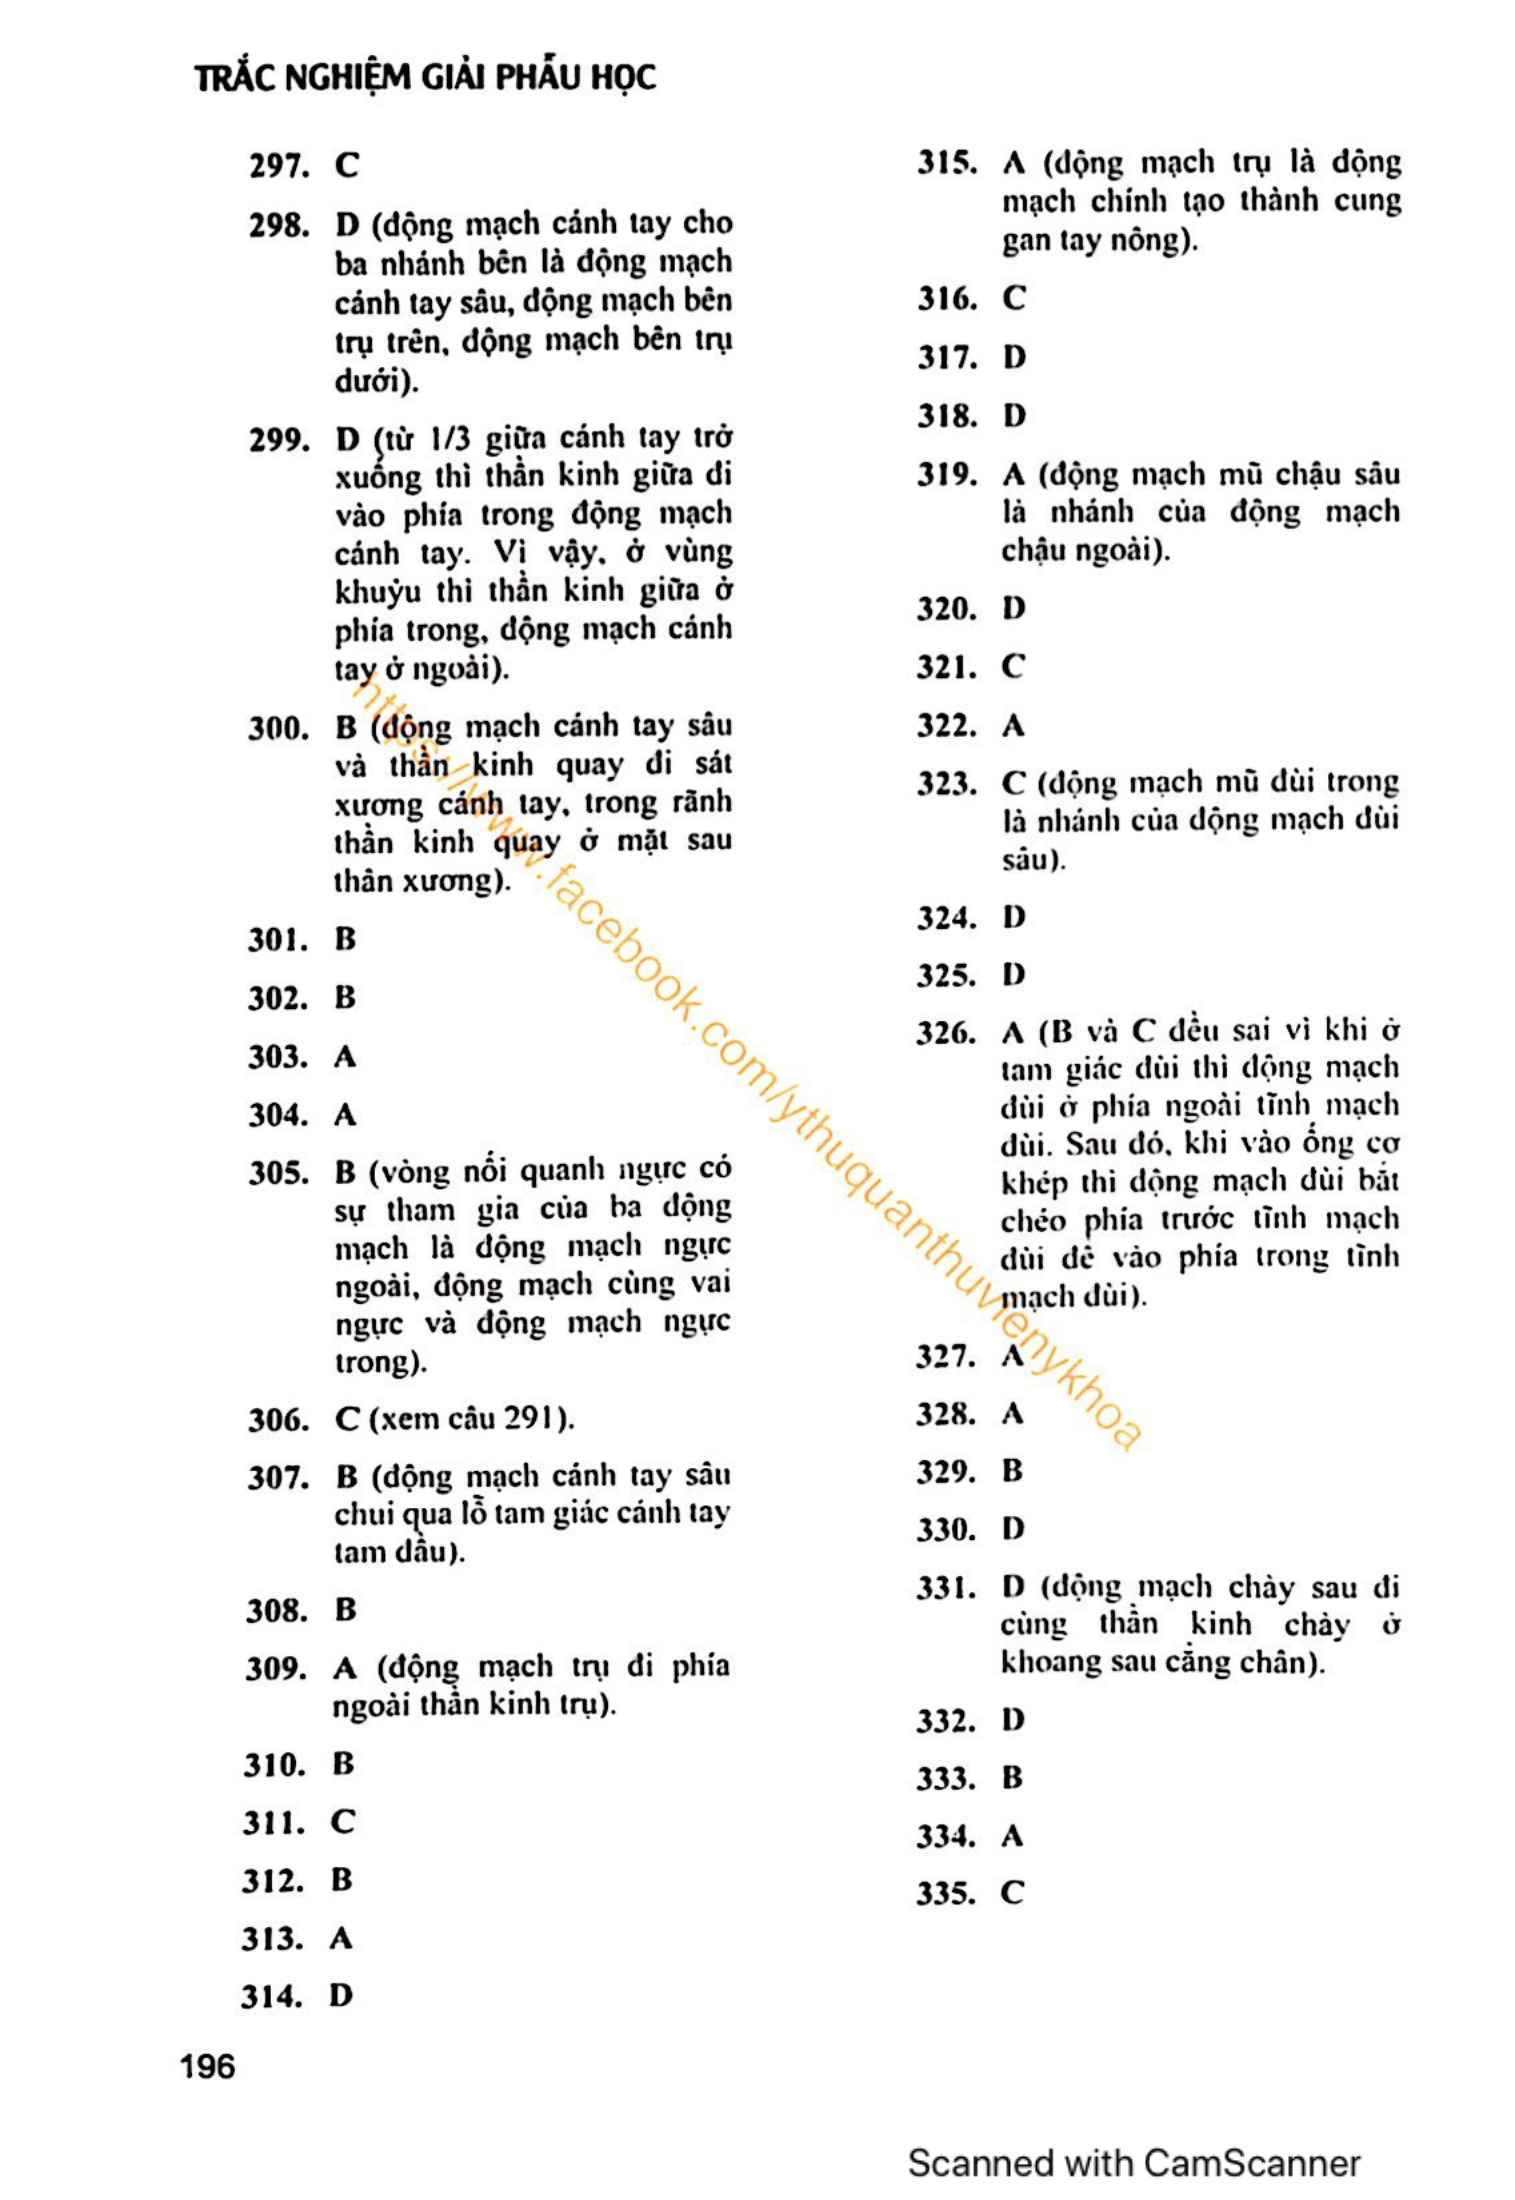 TRẮC NGHIỆM GIẢI PHẪU HỌC
297. C
298. D (động mạch cánh tay cho
ba nhánh bên là động mạch
cánh tay sâu, động mạch bên
trụ trên, động mạch bên trụ
dưới).
299. D (từ 1/3 giữa cánh tay trở
xuống thì thần kinh giữa đi
vào phía trong động mạch
cánh tay. Vì vậy, ở vùng
khuỷu thì thần kinh giữa ở
phía trong, động mạch cánh
tay ở ngoài).
300. B (động mạch cánh tay sâu
và thần kinh quay đi sát
xương cánh tay, trong rãnh
thần kinh quay ở mặt sau
thân xương).
301. B
302. B
303. A
304. A
305. B (vòng nối quanh ngực có
sự tham gia của ba động
mạch là động mạch ngực
ngoài, động mạch cùng vai
ngực và động mạch ngực
trong).
306. C (xem câu 291).
307. B (động mạch cánh tay sâu
chui qua lỗ tam giác cánh tay
tam đầu).
308. B
309. A (động mạch trụ đi phía
ngoài thần kinh trụ).
310. B
311. C
312. B
313. A
314. D
315. A (động mạch trụ là động
mạch chính tạo thành cung
gan tay nông).
316. C
317. D
318. D
319. A (động mạch mũ chậu sâu
là nhánh của động mạch
chậu ngoài).
320. D
321. C
322. A
323. C (động mạch mũ đùi trong
là nhánh của động mạch đùi
sâu).
324. D
325. D
326. A (B và C đều sai vì khi ở
tam giác đùi thì động mạch
đùi ở phía ngoài tĩnh mạch
đùi. Sau đó, khi vào ống cơ
khép thì động mạch đùi bắt
chéo phía trước tĩnh mạch
đùi để vào phía trong tĩnh
mạch đùi).
327. A
328. A
329. B
330. D
331. D (động mạch chày sau đi
cùng thần kinh chày ở
khoang sau cẳng chân).
332. D
333. B
334. A
335. C
https://www.facebook.com/ythuquanthuvienykhoa
196
Scanned with CamScanner